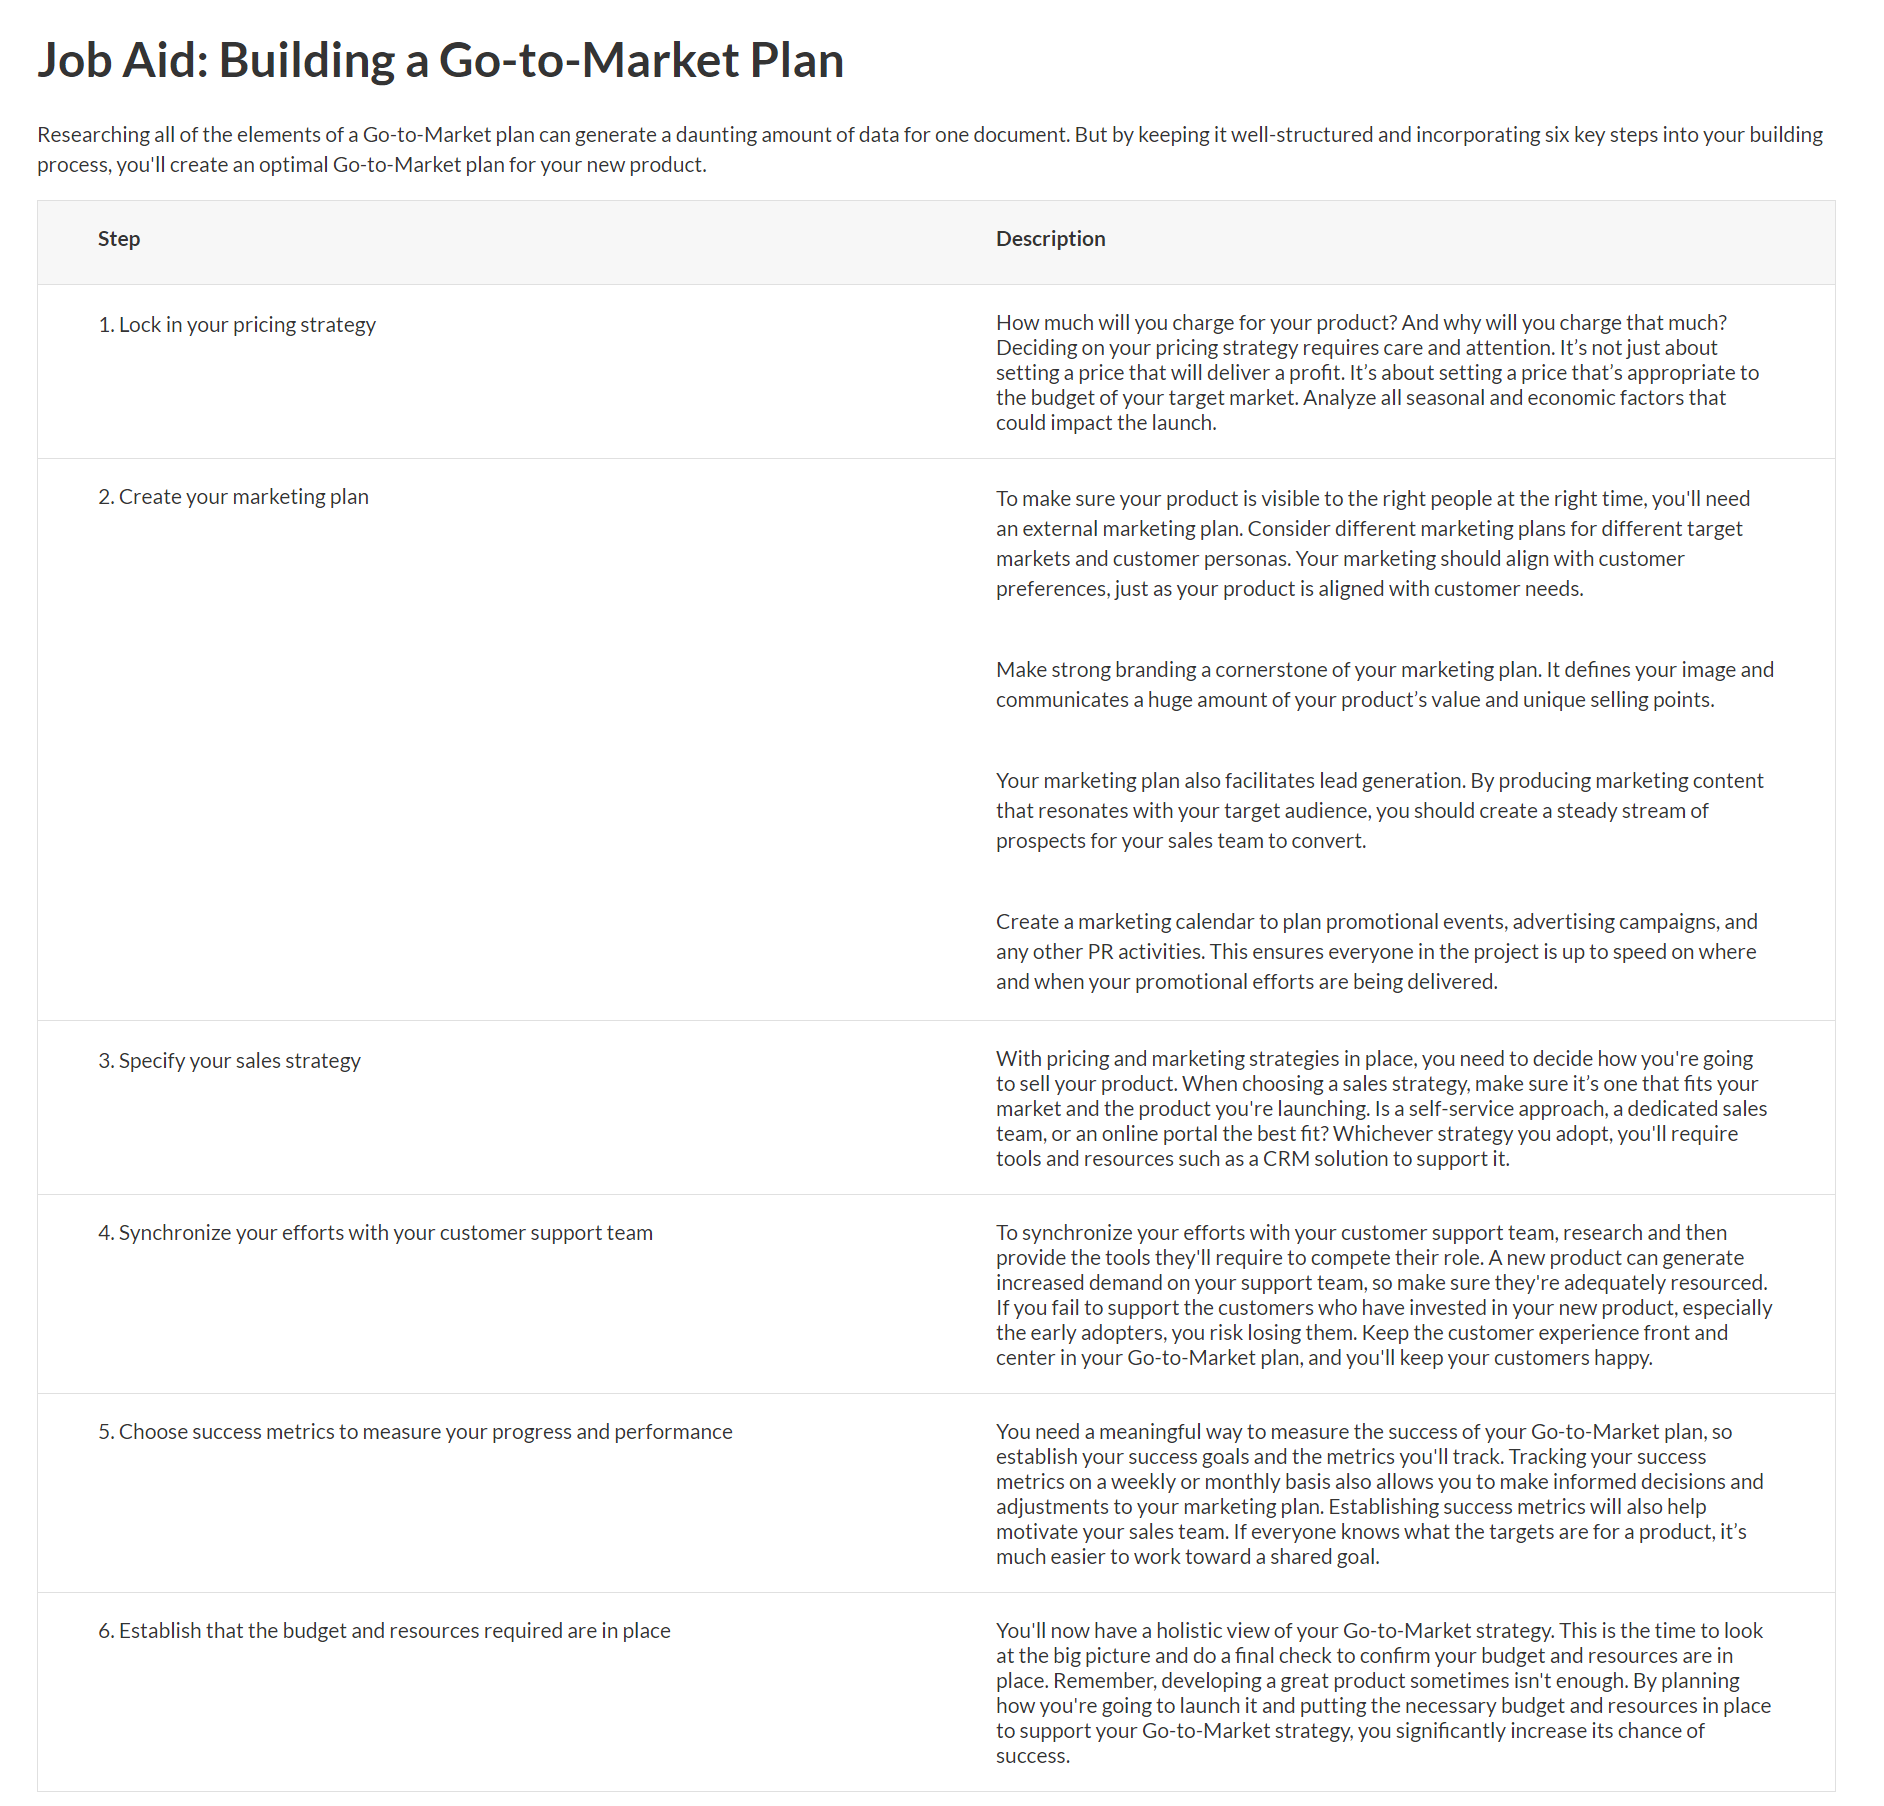 Job Aid: Building a Go-to-Market Plan
Researching all of the elements of a Go-to-Market plan can generate a daunting amount of data for one document. But by keeping it well-structured and incorporating six key steps into your building
process, you'll create an optimal Go-to-Market plan for your new product.
Step
Description
1. Lock in your pricing strategy
How much will you charge for your product? And why will you charge that much?
Deciding on your pricing strategy requires care and attention. It’s not just about
setting a price that will deliver a profit. It’s about setting a price that’s appropriate to
the budget of your target market. Analyze all seasonal and economic factors that
could impact the launch.
2. Create your marketing plan
To make sure your product is visible to the right people at the right time, you'll need
an external marketing plan. Consider different marketing plans for different target
markets and customer personas. Your marketing should align with customer
preferences, just as your product is aligned with customer needs.
Make strong branding a cornerstone of your marketing plan. It defines your image and
communicates a huge amount of your product’s value and unique selling points.
Your marketing plan also facilitates lead generation. By producing marketing content
that resonates with your target audience, you should create a steady stream of
prospects for your sales team to convert.
Create a marketing calendar to plan promotional events, advertising campaigns, and
any other PR activities. This ensures everyone in the project is up to speed on where
and when your promotional efforts are being delivered.
3. Specify your sales strategy
With pricing and marketing strategies in place, you need to decide how you're going
to sell your product. When choosing a sales strategy, make sure it’s one that fits your
market and the product you're launching. Is a self-service approach, a dedicated sales
team, or an online portal the best fit? Whichever strategy you adopt, you'll require
tools and resources such as a CRM solution to support it.
4. Synchronize your efforts with your customer support team
To synchronize your efforts with your customer support team, research and then
provide the tools they'll require to compete their role. A new product can generate
increased demand on your support team, so make sure they're adequately resourced.
If you fail to support the customers who have invested in your new product, especially
the early adopters, you risk losing them. Keep the customer experience front and
center in your Go-to-Market plan, and you'll keep your customers happy.
5. Choose success metrics to measure your progress and performance
You need a meaningful way to measure the success of your Go-to-Market plan, so
establish your success goals and the metrics you'll track. Tracking your success
metrics on a weekly or monthly basis also allows you to make informed decisions and
adjustments to your marketing plan. Establishing success metrics will also help
motivate your sales team. If everyone knows what the targets are for a product, it’s
much easier to work toward a shared goal.
6. Establish that the budget and resources required are in place
You'll now have a holistic view of your Go-to-Market strategy. This is the time to look
at the big picture and do a final check to confirm your budget and resources are in
place. Remember, developing a great product sometimes isn't enough. By planning
how you're going to launch it and putting the necessary budget and resources in place
to support your Go-to-Market strategy, you significantly increase its chance of
success.